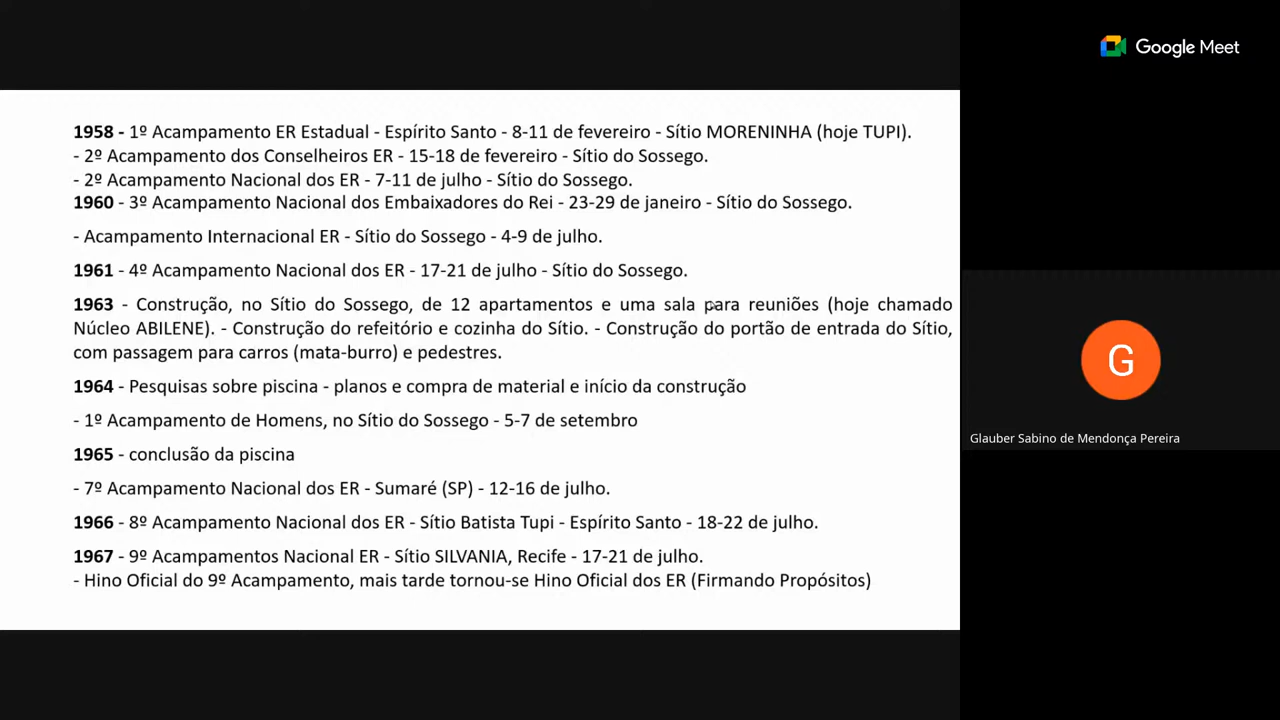 Google Meet
1958 - 1º Acampamento ER Estadual - Espírito Santo - 8-11 de fevereiro - Sítio MORENINHA (hoje TUPI).
- 2º Acampamento dos Conselheiros ER - 15-18 de fevereiro - Sítio do Sossego.
- 2º Acampamento Nacional dos ER - 7-11 de julho - Sítio do Sossego.
1960 - 3º Acampamento Nacional dos Embaixadores do Rei - 23-29 de janeiro - Sítio do Sossego.
- Acampamento Internacional ER - Sítio do Sossego - 4-9 de julho.
1961 - 4º Acampamento Nacional dos ER - 17-21 de julho - Sítio do Sossego.
1963 - Construção, no Sítio do Sossego, de 12 apartamentos e uma sala para reuniões (hoje chamado
Núcleo ABILENE). - Construção do refeitório e cozinha do Sítio. - Construção do portão de entrada do Sítio,
com passagem para carros (mata-burro) e pedestres.
1964 - Pesquisas sobre piscina - planos e compra de material e início da construção
- 1º Acampamento de Homens, no Sítio do Sossego - 5-7 de setembro
1965 - conclusão da piscina
- 7º Acampamento Nacional dos ER - Sumaré (SP) - 12-16 de julho.
1966 - 8º Acampamento Nacional dos ER - Sítio Batista Tupi - Espírito Santo - 18-22 de julho.
1967 - 9º Acampamentos Nacional ER - Sítio SILVANIA, Recife - 17-21 de julho.
- Hino Oficial do 9º Acampamento, mais tarde tornou-se Hino Oficial dos ER (Firmando Propósitos)
G
Glauber Sabino de Mendonça Pereira